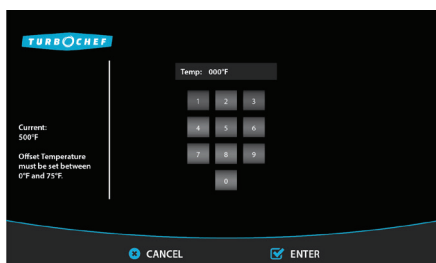 TURBOCHEF
Temp: 000°F
1 2 3
Current:
500°F
4 5 6
Offset Temperature
must be set between
0°F and 75°F.
7 8 9
0
CANCEL ENTER